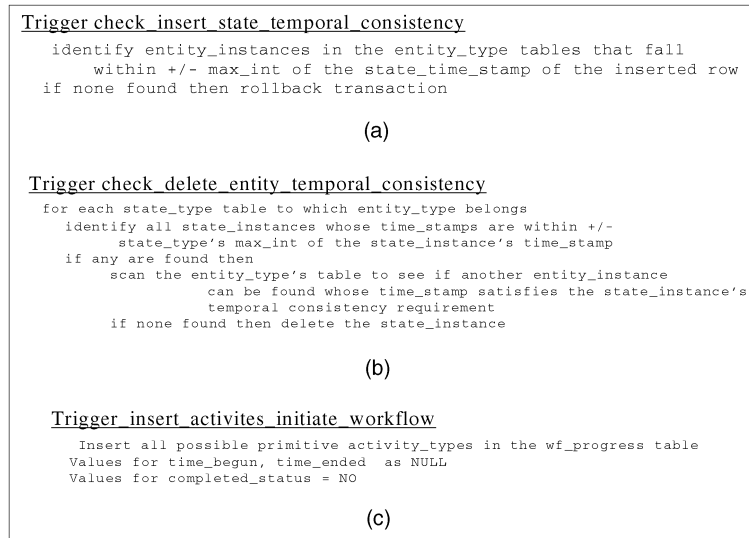 Trigger check_insert_state_temporal_consistency
identify entity_instances in the entity_type tables that fall
within +/- max_int of the state_time_stamp of the inserted row
if none found then rollback transaction
(a)
Trigger check_delete_entity_temporal_consistency
for each state_type table to which entity_type belongs
identify all state_instances whose time_stamps are within +/-
state_type's max_int of the state_instance's time_stamp
if any are found then
scan the entity_type's table to see if another entity_instance
can be found whose time_stamp satisfies the state_instance's
temporal consistency requirement
if none found then delete the state_instance
(b)
Trigger_insert_activites_initiate_workflow
Insert all possible primitive activity_types in the wf_progress table
Values for time_begun, time_ended as NULL
Values for completed_status = NO
(c)